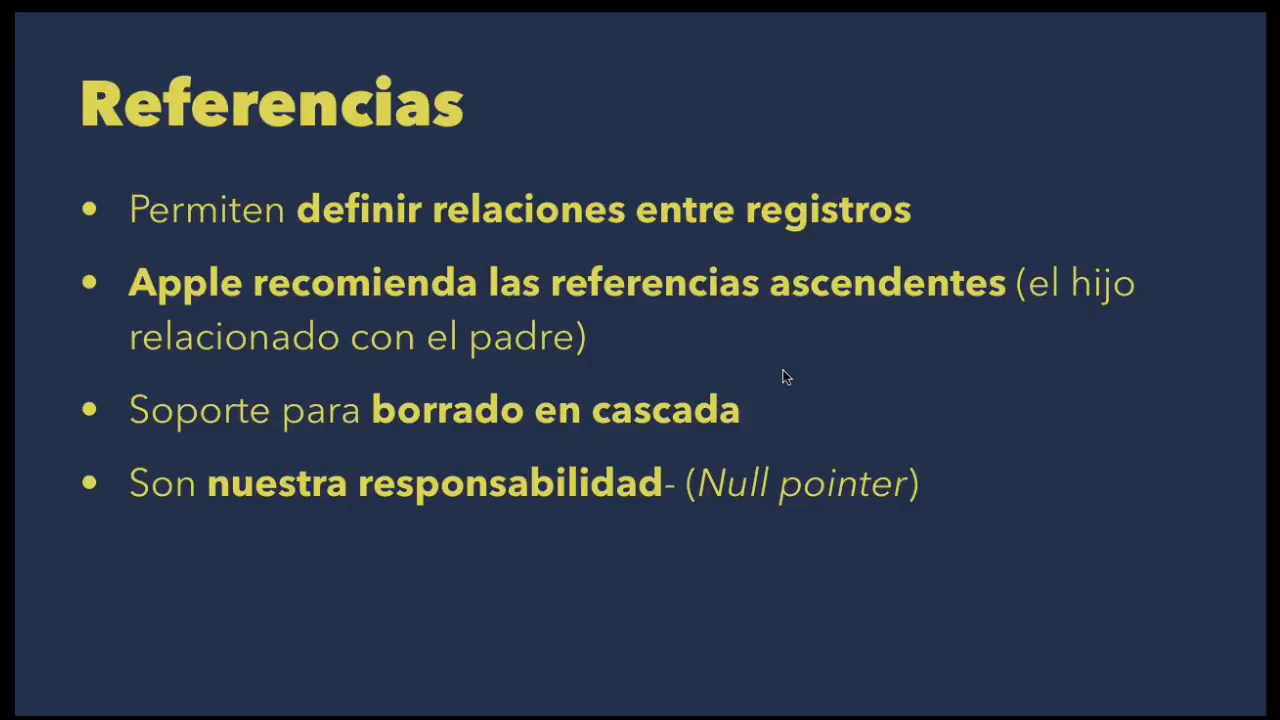 Referencias
• Permiten definir relaciones entre registros
• Apple recomienda las referencias ascendentes (el hijo
relacionado con el padre)
• Soporte para borrado en cascada
• Son nuestra responsabilidad- (Null pointer)